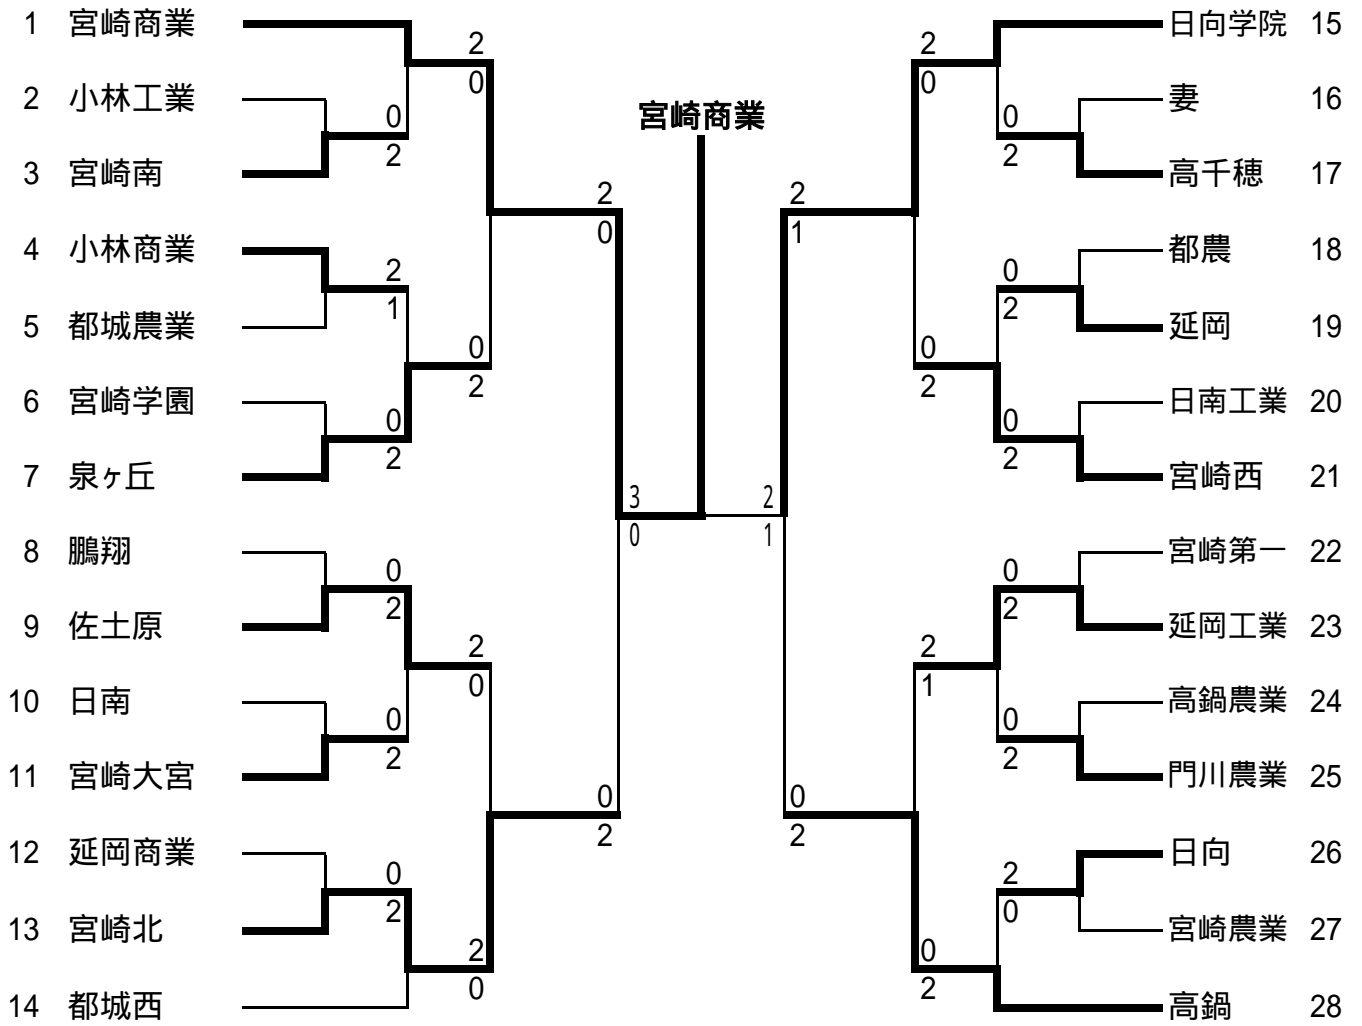 1 宮崎商業
2 小林工業
3 宮崎南
4 小林商業
5 都城農業
6 宮崎学園
7 泉ヶ丘
8 鵬翔
9 佐土原
10 日南
11 宮崎大宮
12 延岡商業
13 宮崎北
14 都城西
0
2
2
1
0
2
0
2
0
2
0
2
2
0
0
2
2
0
2
0
2
0
0
2
3
0
宮崎商業
2
1
2
1
0
2
2
0
0
2
2
1
0
2
0
2
0
2
0
2
0
2
0
2
2
0
日向学院 15
妻 16
高千穂 17
都農 18
延岡 19
日南工業 20
宮崎西 21
宮崎第一 22
延岡工業 23
高鍋農業 24
門川農業 25
日向 26
宮崎農業 27
高鍋 28